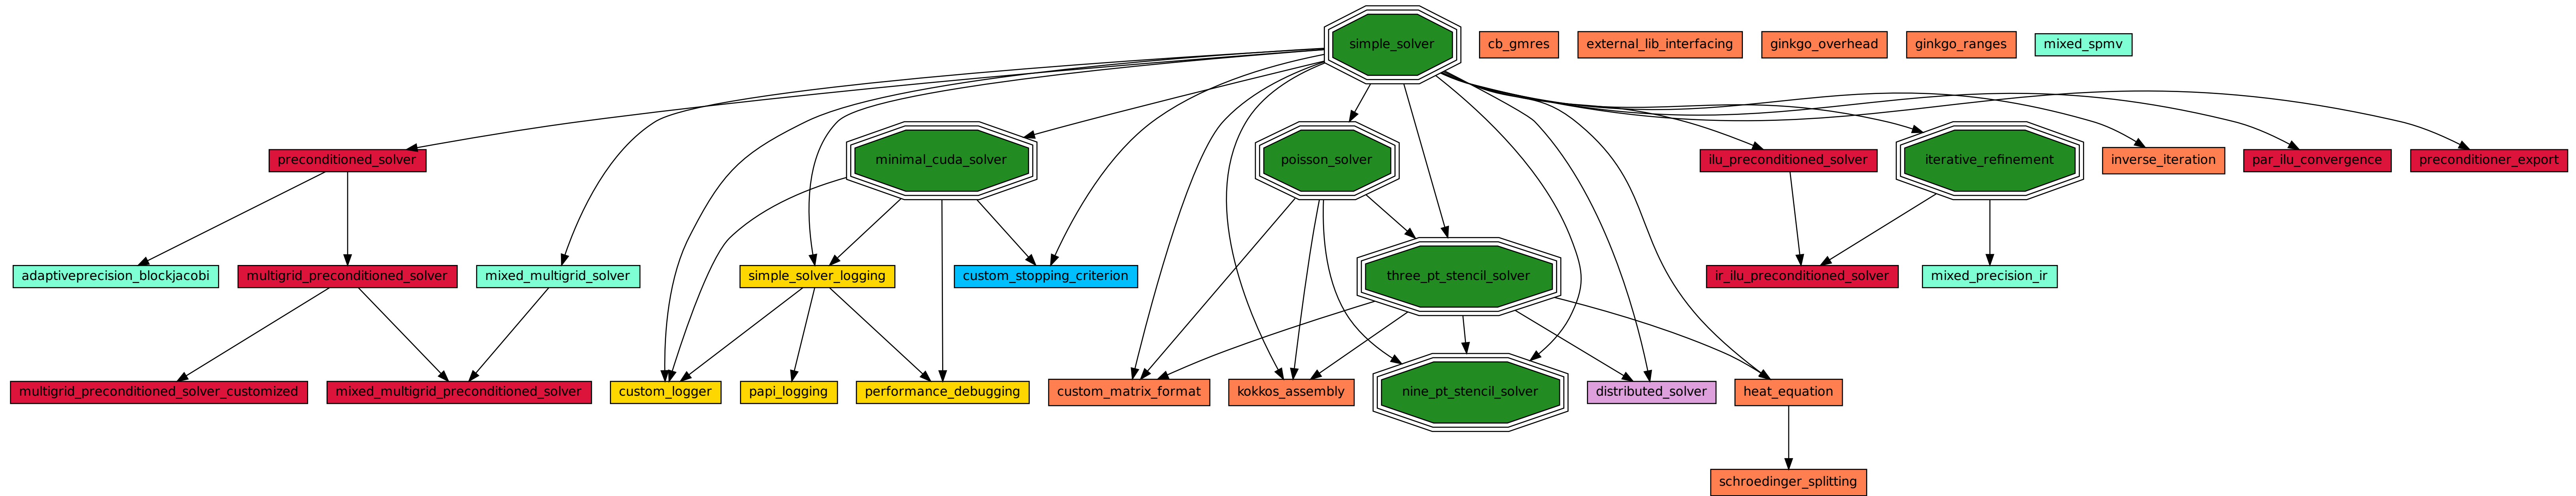 simple_solver
cb_gmres
external_lib_interfacing
ginkgo_overhead
ginkgo_ranges
mixed_spmv
preconditioned_solver
minimal_cuda_solver
poisson_solver
ilu_preconditioned_solver
iterative_refinement
inverse_iteration
par_ilu_convergence
preconditioner_export
adaptiveprecision_blockjacobi
multigrid_preconditioned_solver
mixed_multigrid_solver
simple_solver_logging
custom_stopping_criterion
three_pt_stencil_solver
ir_ilu_preconditioned_solver
mixed_precision_ir
multigrid_preconditioned_solver_customized
mixed_multigrid_preconditioned_solver
custom_logger
papi_logging
performance_debugging
custom_matrix_format
kokkos_assembly
nine_pt_stencil_solver
distributed_solver
heat_equation
schroedinger_splitting